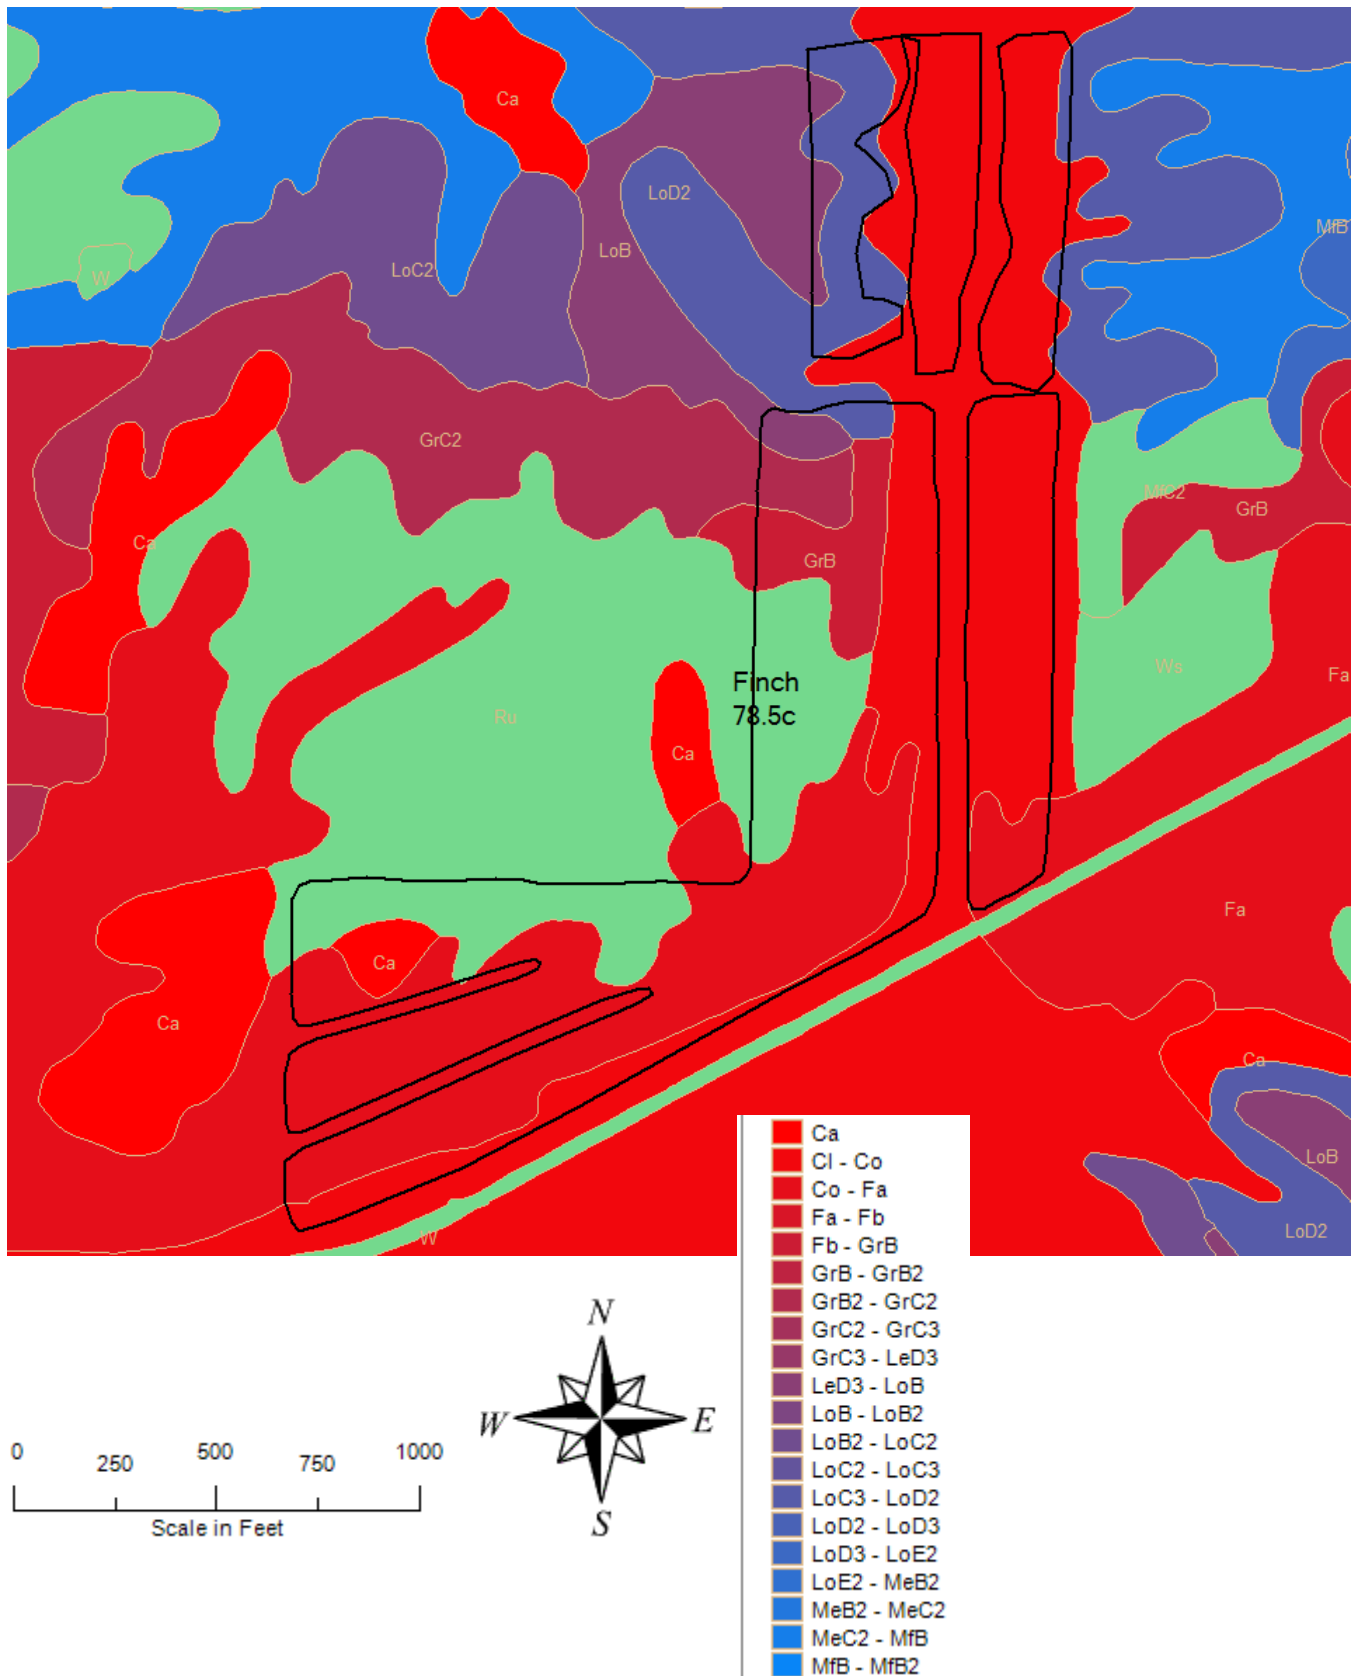 Ca
LoD2
MfB
LoB
LoC2
W
GrC2
MfC2
GrB
Ca
GrB
Ws
Fa
Finch
78.5c
Ru
Ca
Fa
Ca
Ca
Ca
LoB
LoD2
W
Ca
Cl - Co
Co - Fa
Fa - Fb
Fb - GrB
GrB - GrB2
GrB2 - GrC2
GrC2 - GrC3
GrC3 - LeD3
LeD3 - LoB
LoB - LoB2
LoB2 - LoC2
LoC2 - LoC3
LoC3 - LoD2
LoD2 - LoD3
LoD3 - LoE2
LoE2 - MeB2
MeB2 - MeC2
MeC2 - MfB
MfB - MfB2
N
W E
S
0 250 500 750 1000
Scale in Feet